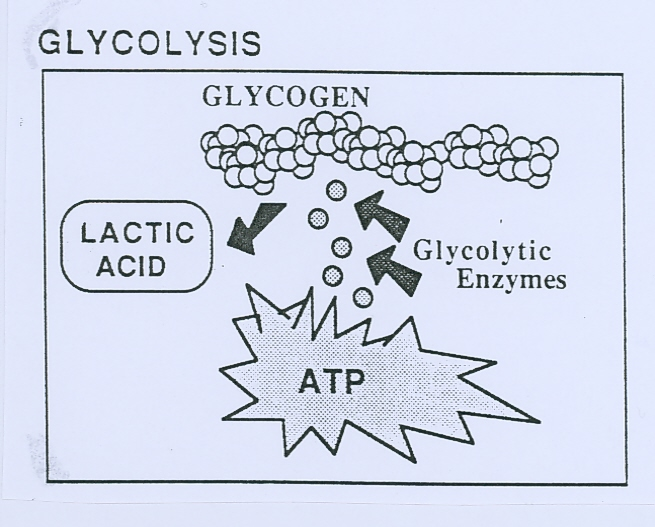 GLYCOLYSIS
GLYCOGEN
LACTIC
ACID
Glycolytic
Enzymes
ATP